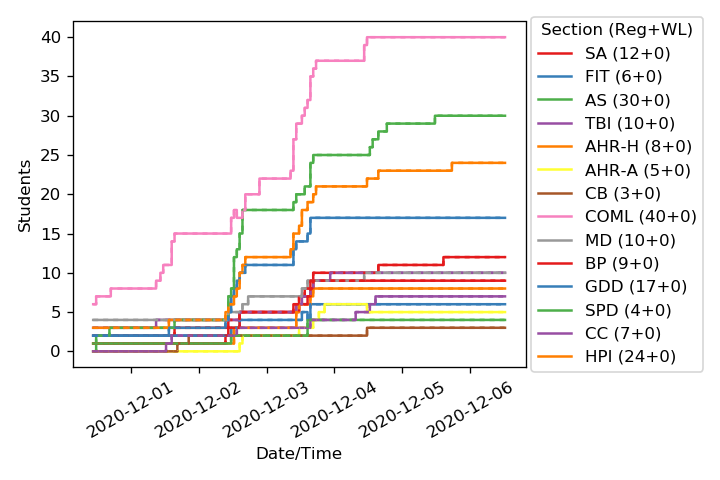 Section (Reg+WL)
SA (12+0)
FIT (6+0)
AS (30+0)
TBI (10+0)
AHR-H (8+0)
AHR-A (5+0)
CB (3+0)
COML (40+0)
MD (10+0)
BP (9+0)
GDD (17+0)
SPD (4+0)
CC (7+0)
HPI (24+0)
Students
40
35
30
25
20
15
10
5
0
2020-12-01
2020-12-02
2020-12-03
2020-12-04
2020-12-05
2020-12-06
Date/Time